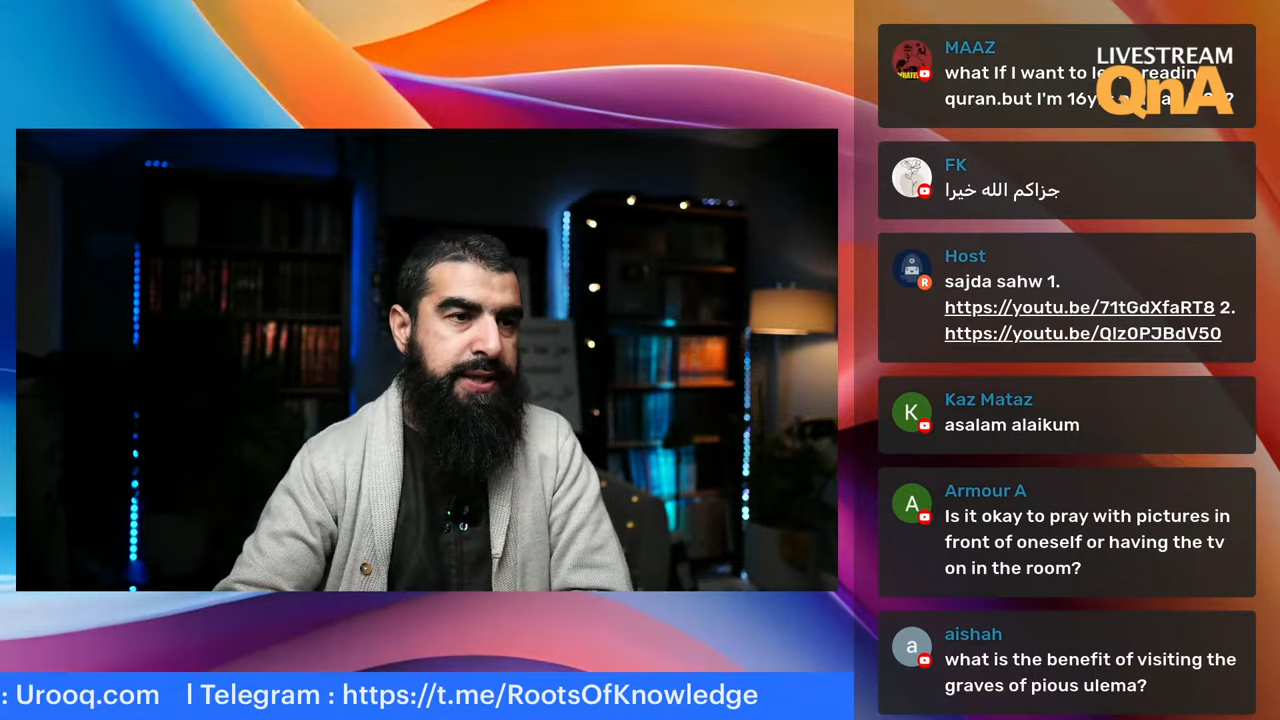 MAAZ
what If I want to
quran.but I'm
LIVESTREAM
QnA
FK
جزاكم الله خيرا
Host
sajda sahw 1.
https://youtu.be/71tGdXfaRT8 2.
https://youtu.be/QIz0PJBdV50
K
Kaz Mataz
asalam alaikum
A
Armour A
Is it okay to pray with pictures in
front of oneself or having the tv
on in the room?
a
aishah
what is the benefit of visiting the
graves of pious ulema?
: Urooq.com | Telegram : https://t.me/RootsOfKnowledge